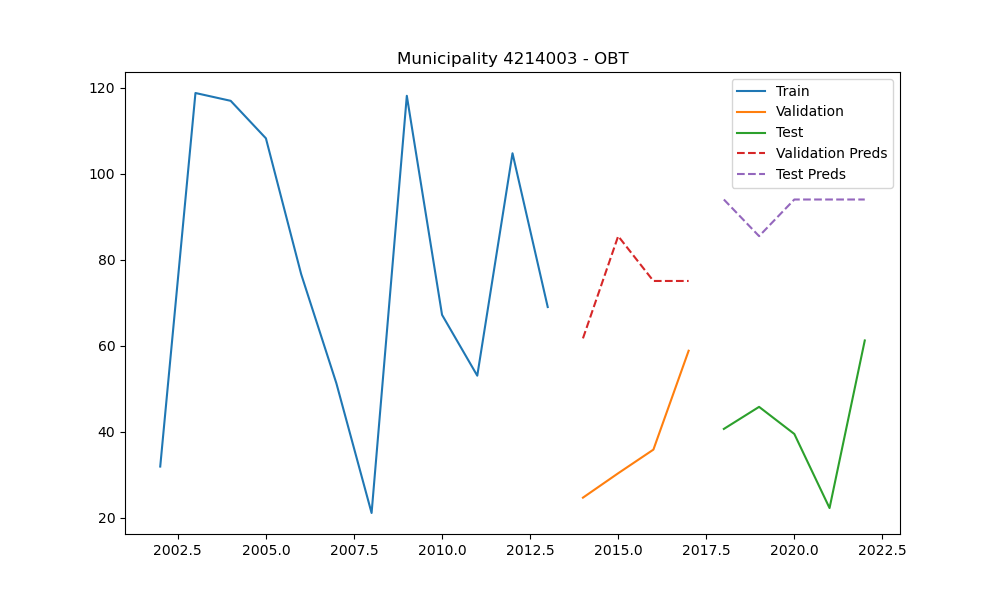 Municipality 4214003 - OBT
Train
Validation
Test
Validation Preds
Test Preds
120
100
80
60
40
20
2002.5 2005.0 2007.5 2010.0 2012.5 2015.0 2017.5 2020.0 2022.5